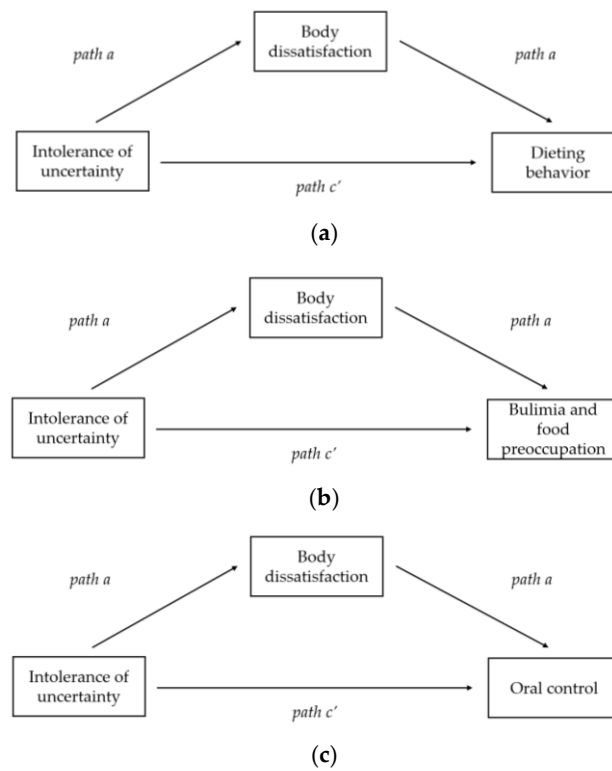 Body
dissatisfaction
path a
path a
Intolerance of
uncertainty
Dieting
behavior
path c'
(a)
Body
dissatisfaction
path a
path a
Intolerance of
uncertainty
Bulimia and
food
preoccupation
path c'
(b)
Body
dissatisfaction
path a
path a
Intolerance of
uncertainty
Oral control
path c'
(c)